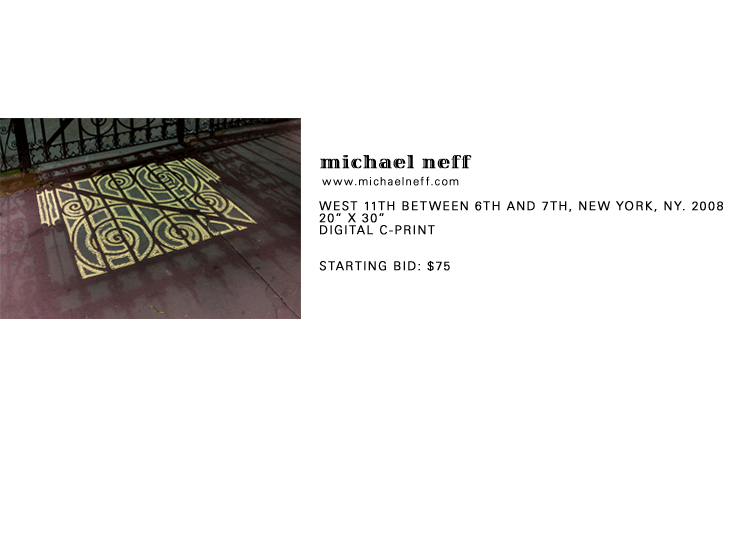 michael neff
www.michaelneff.com
WEST 11TH BETWEEN 6TH AND 7TH, NEW YORK, NY. 2008
20” X 30”
DIGITAL C-PRINT
STARTING BID: $75